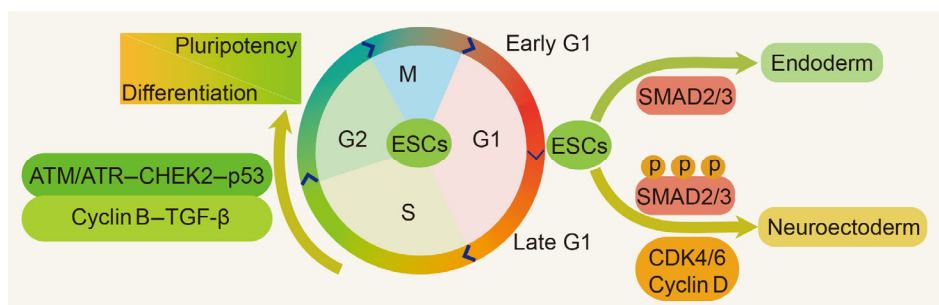 Pluripotency
Differentiation
ATM/ATR–CHEK2–p53
Cyclin B–TGF-β
M
G2
ESCs
G1
S
Early G1
Late G1
ESCs
SMAD2/3
Endoderm
p p p
SMAD2/3
CDK4/6
Cyclin D
Neuroectoderm